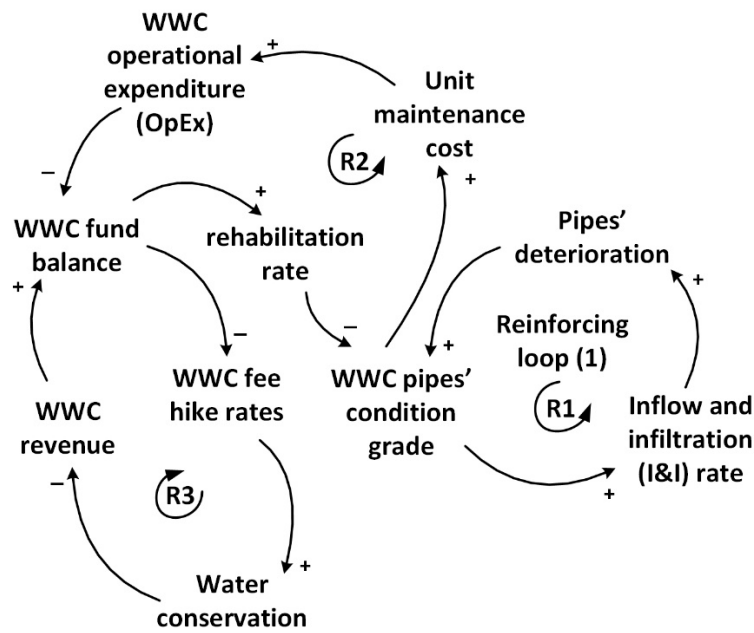 WWC
operational
expenditure
(OpEx)
+
Unit
maintenance
cost
R2
+
–
+
WWC fund
balance
rehabilitation
rate
Pipes’
deterioration
+
+
–
–
+
Reinforcing
loop (1)
R1
WWC fee
hike rates
WWC pipes’
condition
grade
WWC
revenue
Inflow and
infiltration
(I&I) rate
–
R3
+
+
Water
conservation